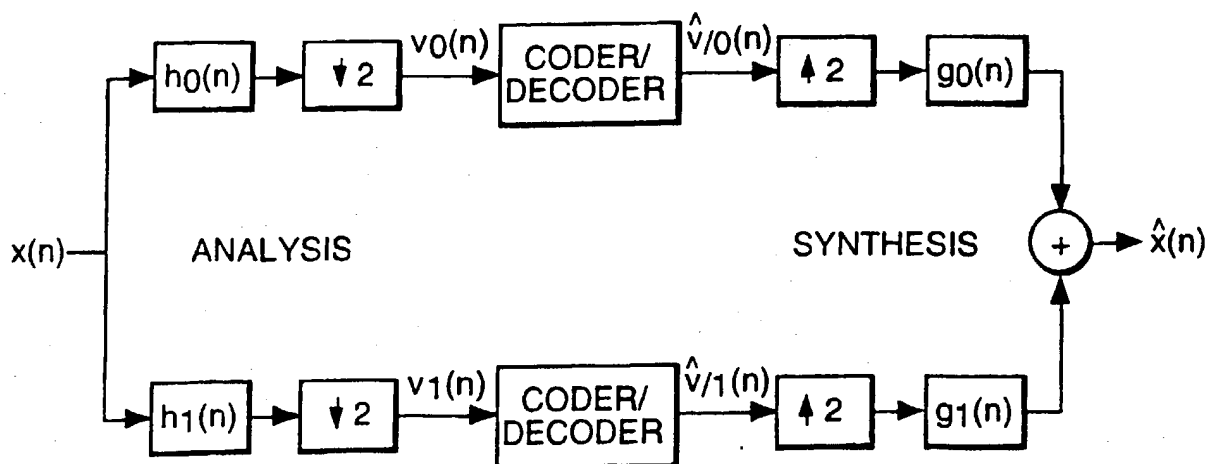 h0(n)
↓ 2
v0(n)
CODER/
DECODER
v̂/0(n)
↑ 2
g0(n)
x(n)
ANALYSIS
SYNTHESIS
+
x̂(n)
h1(n)
↓ 2
v1(n)
CODER/
DECODER
v̂/1(n)
↑ 2
g1(n)